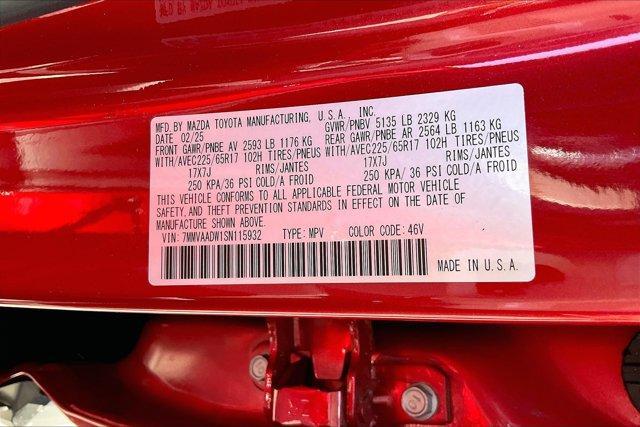 MFD. BY MAZDA TOYOTA MANUFACTURING, U.S.A., INC.
DATE 02/25 GVWR/PNBV 5135 LB 2329 KG
FRONT GAWR/PNBE AV 2593 LB 1176 KG REAR GAWR/PNBE AR 2564 LB 1163 KG
WITH/AVEC225/65R17 102H TIRES/PNEUS WITH/AVEC225/65R17 102H TIRES/PNEUS
17X7J RIMS/JANTES 17X7J RIMS/JANTES
250 KPA/36 PSI COLD/A FROID 250 KPA/36 PSI COLD/A FROID
THIS VEHICLE CONFORMS TO ALL APPLICABLE FEDERAL MOTOR VEHICLE
SAFETY, AND THEFT PREVENTION STANDARDS IN EFFECT ON THE DATE OF
MANUFACTURE SHOWN ABOVE.
VIN: 7MMVAADW1SN115932 TYPE: MPV COLOR CODE: 46V
MADE IN U.S.A.